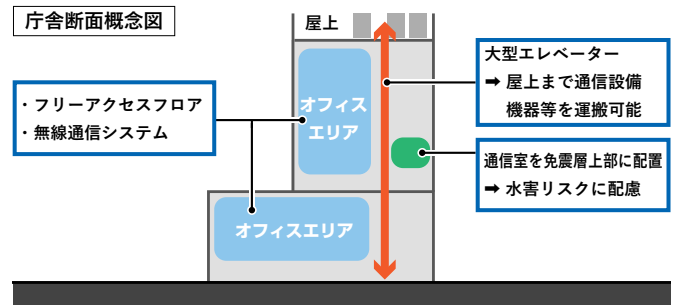 庁舎断面概念図
屋上
大型エレベーター
➡ 屋上まで通信設備
機器等を運搬可能
・フリーアクセスフロア
・無線通信システム
オフィス
エリア
通信室を免震層上部に配置
➡ 水害リスクに配慮
オフィスエリア